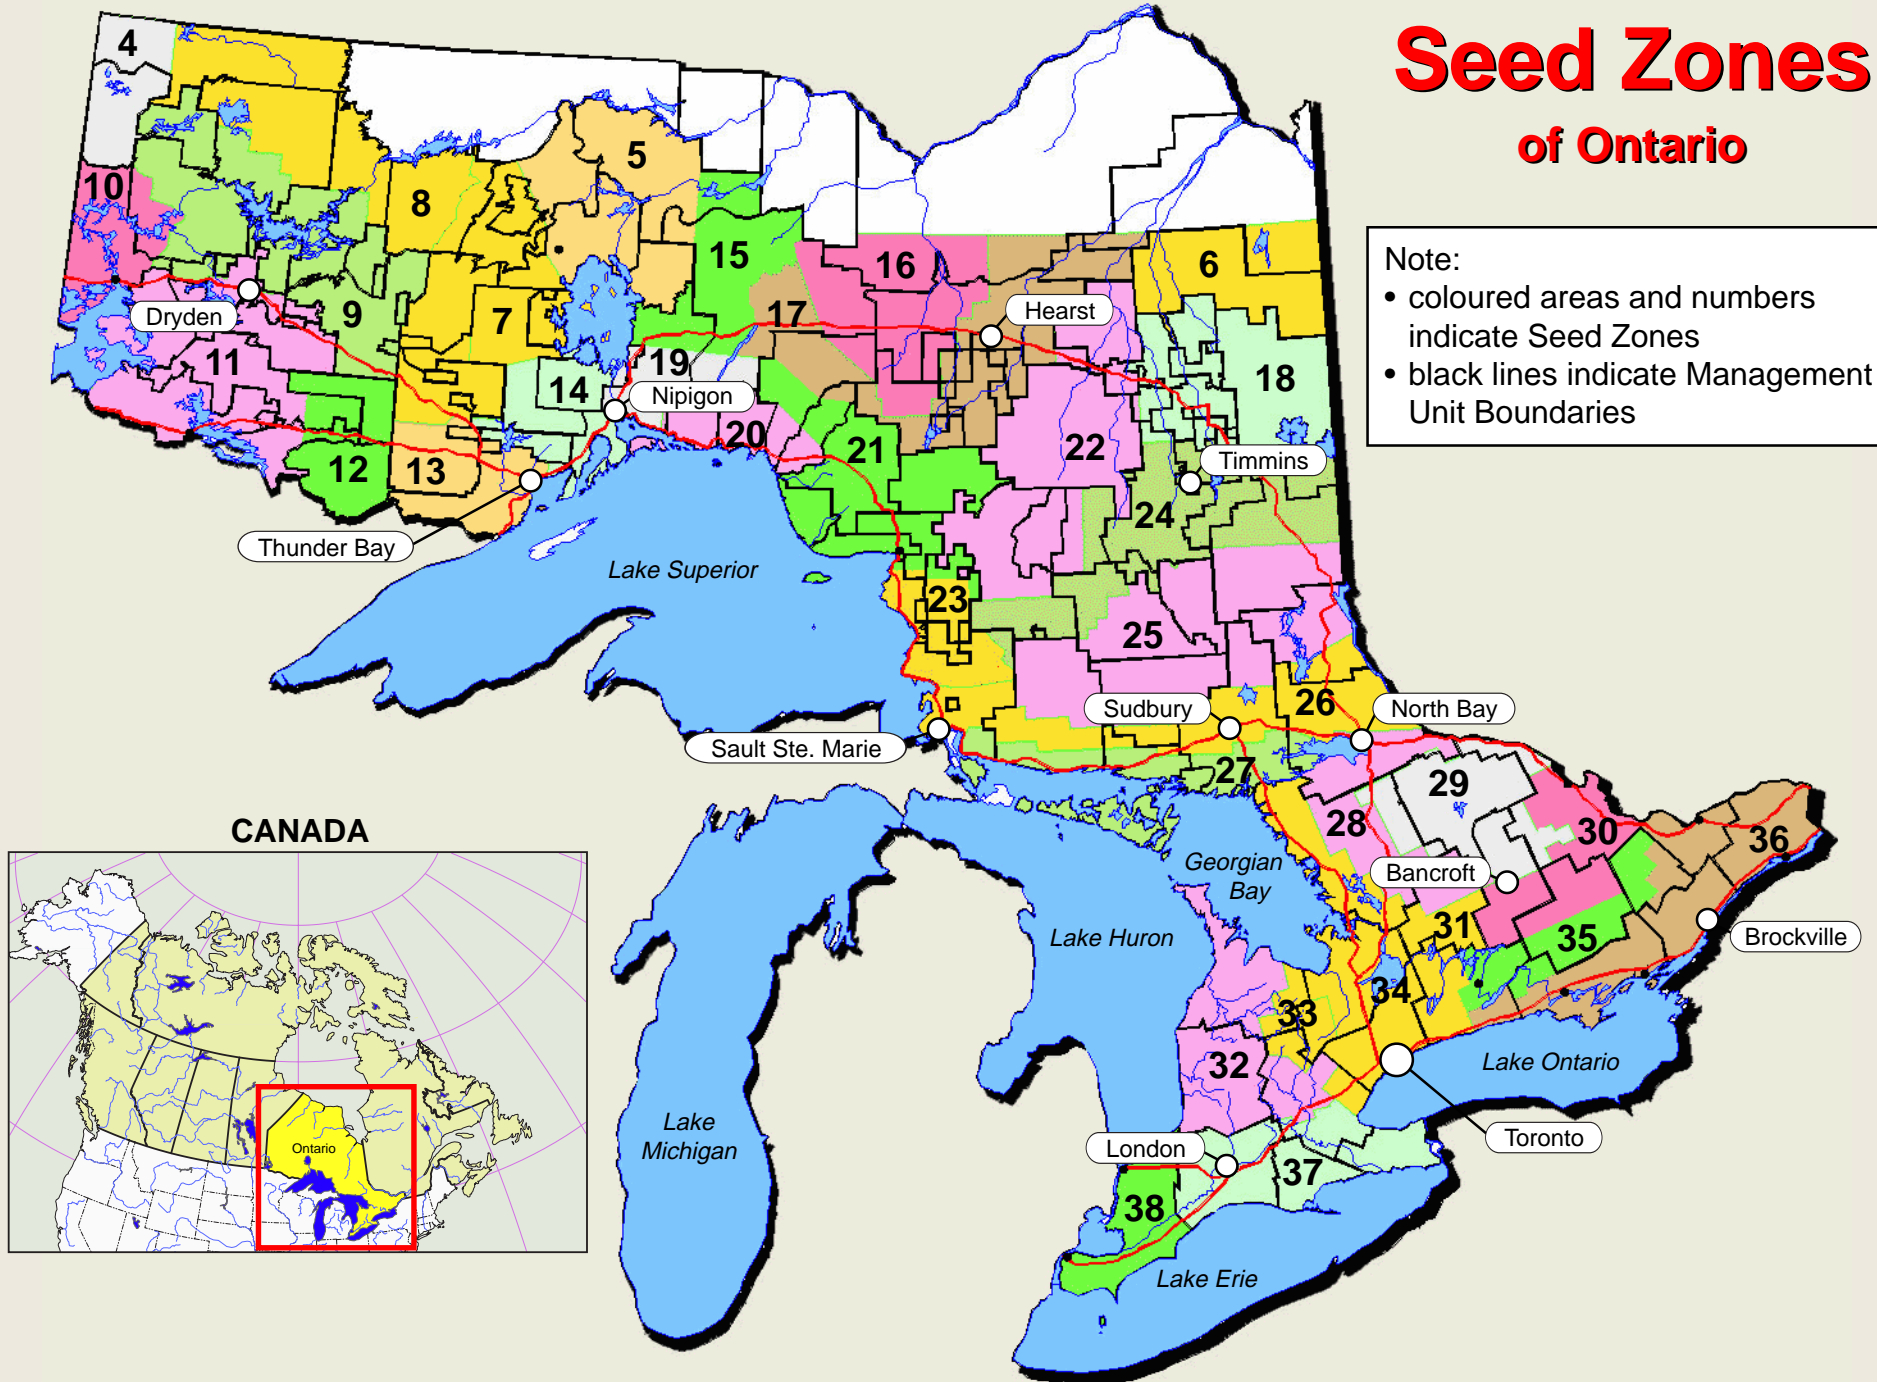 Seed Zones
of Ontario
Note:
• coloured areas and numbers
indicate Seed Zones
• black lines indicate Management
Unit Boundaries
4
5
10
8
15
16
6
Dryden
9
7
17
Hearst
11
19
14
Nipigon
18
20
12
13
21
22
Timmins
24
Thunder Bay
Lake Superior
23
25
26
Sudbury
North Bay
Sault Ste. Marie
27
29
28
30
36
CANADA
Georgian
Bay
Bancroft
31
35
Brockville
Lake Huron
34
33
32
Lake Ontario
Lake
Michigan
Toronto
London
37
38
Ontario
Lake Erie